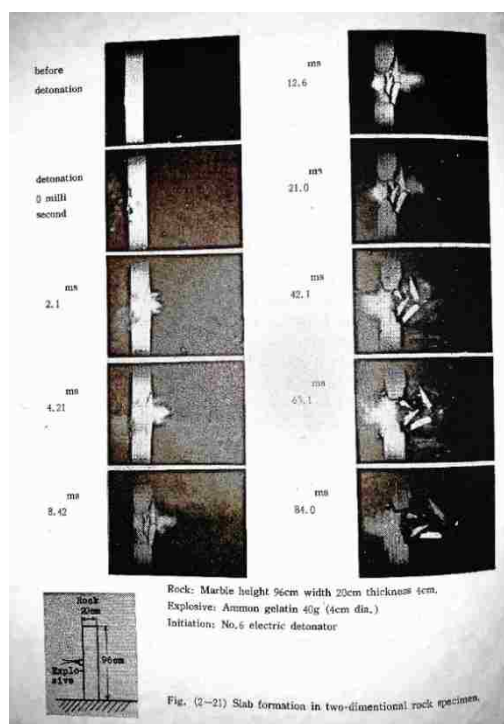 before
detonation
detonation
0 milli
second
ms
2.1
ms
4.21
ms
8.42
ms
12.6
ms
21.0
ms
42.1
ms
63.1
ms
84.0
Rock: Marble height 96cm width 20cm thickness 4cm.
Explosive: Ammon gelatin 40g (4cm dia.)
Initiation: No.6 electric detonator
Rock
20cm
Explo-
sive
96cm
Fig. (2-21) Slab formation in two-dimentional rock specimen.